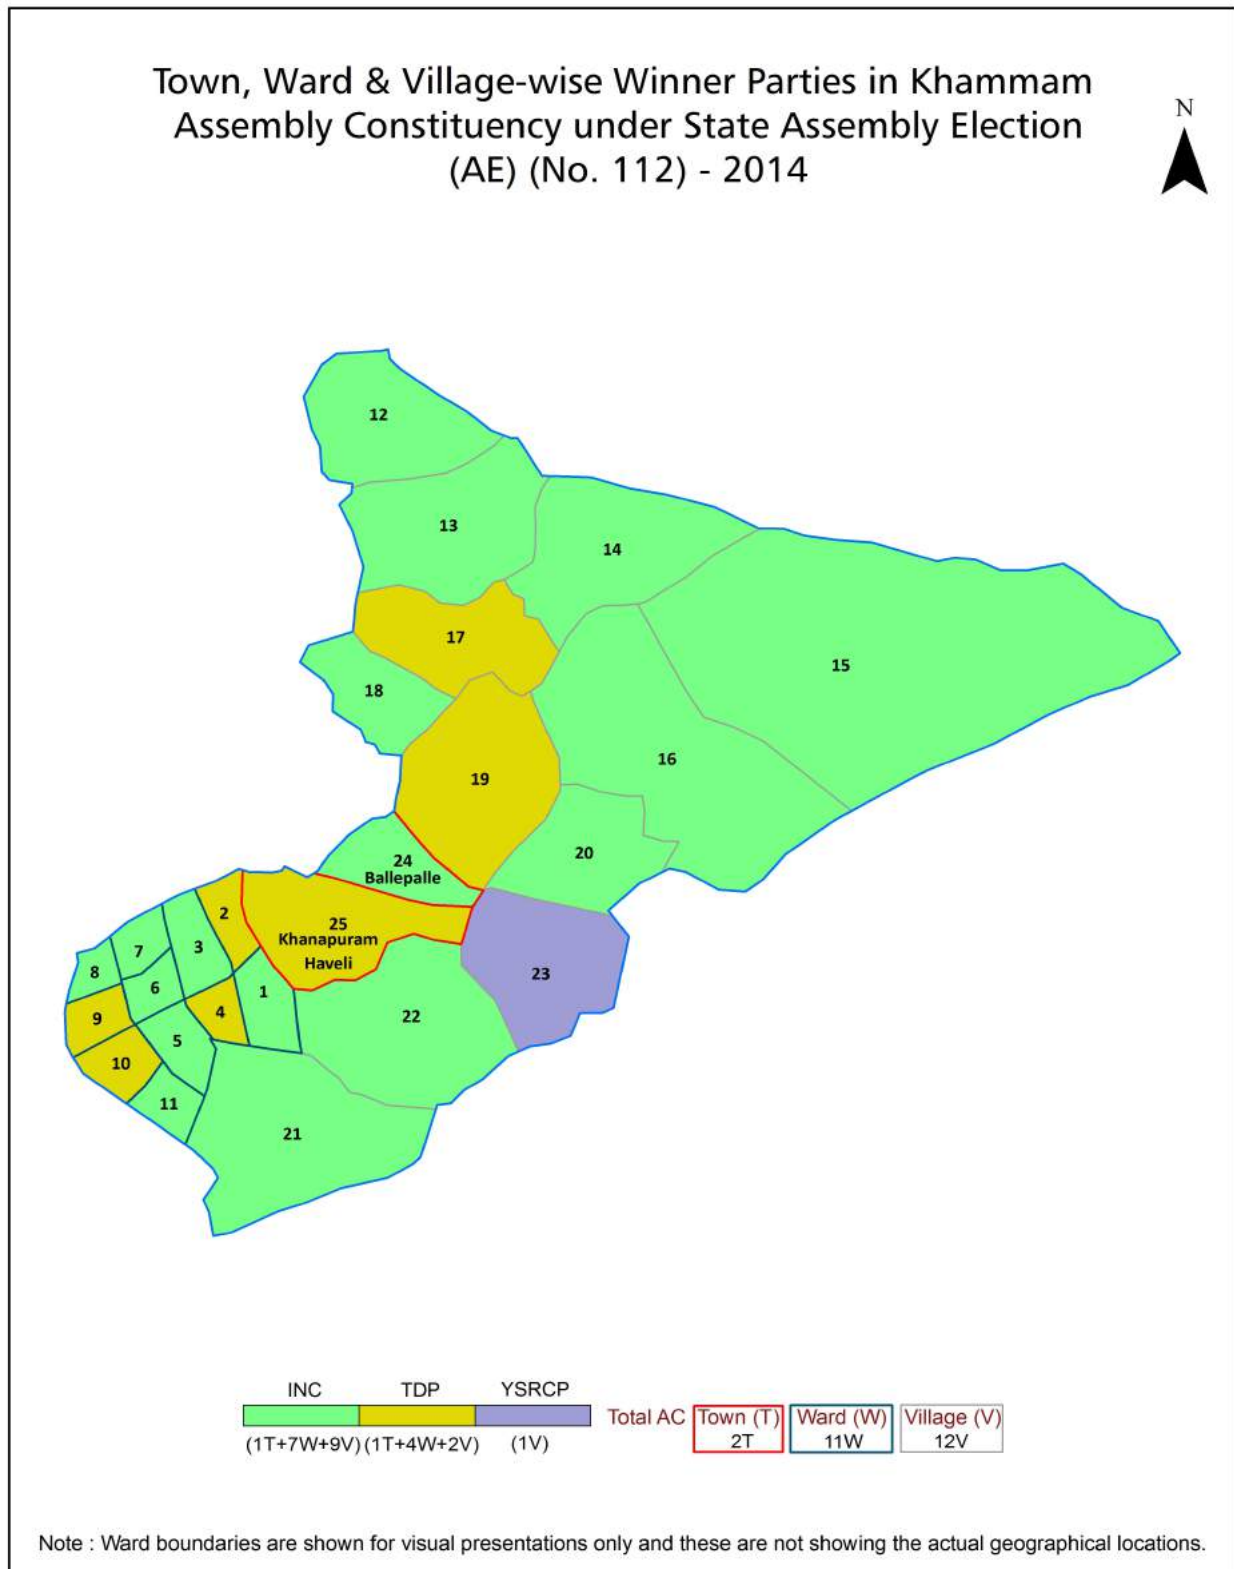 Town, Ward & Village-wise Winner Parties in Khammam
Assembly Constituency under State Assembly Election
(AE) (No. 112) - 2014
N
12
13
14
17
15
18
16
19
20
24
Ballepalle
25
Khanapuram
Haveli
2
3
7
8
6
1
23
9
4
22
5
10
11
21
INC TDP YSRCP
(1T+7W+9V) (1T+4W+2V) (1V)
Total AC Town (T) Ward (W) Village (V)
2T 11W 12V
Note : Ward boundaries are shown for visual presentations only and these are not showing the actual geographical locations.